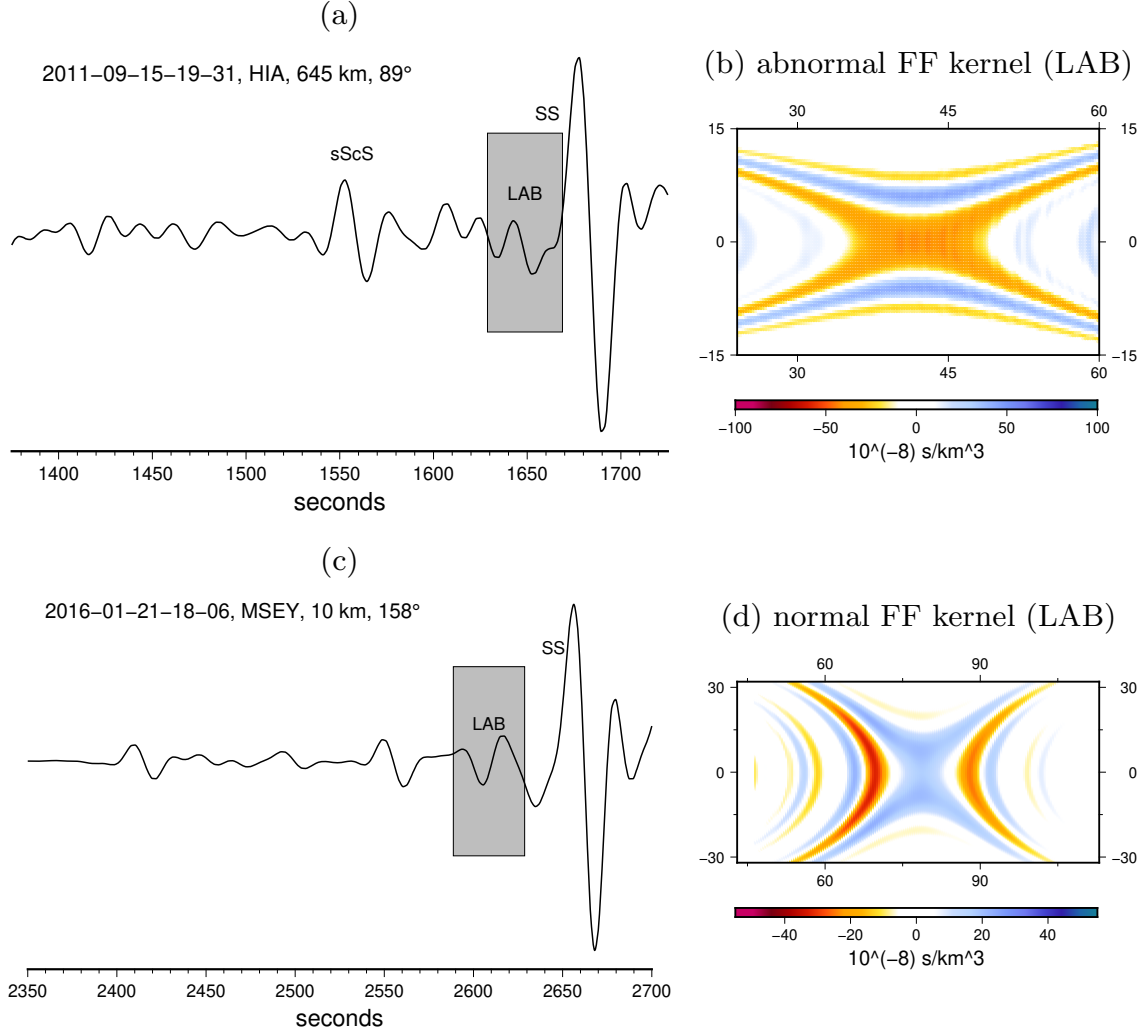 (a)
2011−09−15−19−31, HIA, 645 km, 89°
SS
sScS
LAB
1400 1450 1500 1550 1600 1650 1700
seconds
(b) abnormal FF kernel (LAB)
30 45 60
15 15
0 0
−15 −15
30 45 60
−100 −50 0 50 100
10^(−8) s/km^3
(c)
2016−01−21−18−06, MSEY, 10 km, 158°
SS
LAB
2350 2400 2450 2500 2550 2600 2650 2700
seconds
(d) normal FF kernel (LAB)
60 90
30 30
0 0
−30 −30
60 90
−40 −20 0 20 40
10^(−8) s/km^3